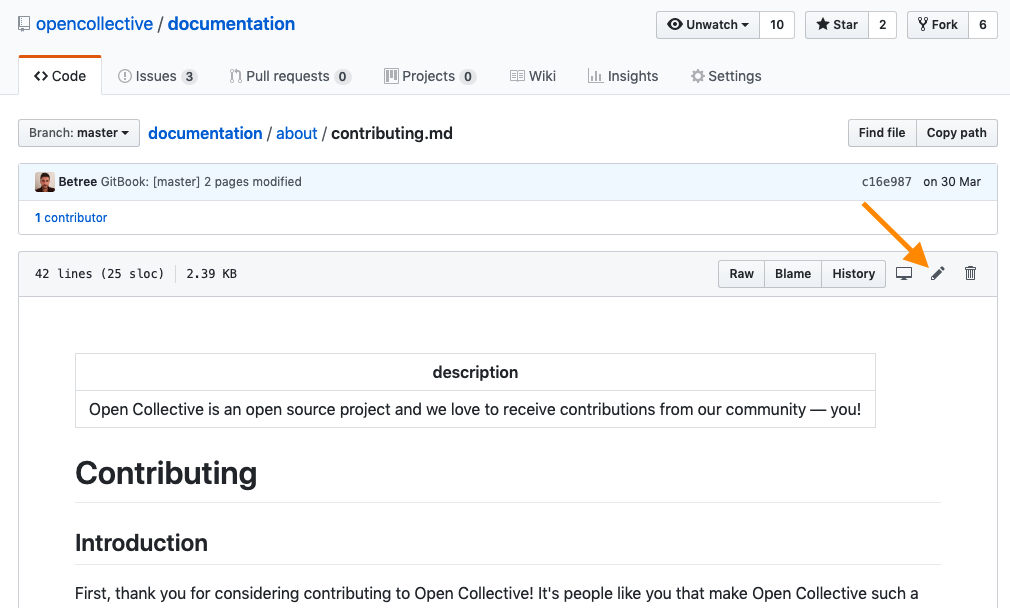 opencollective / documentation
Unwatch 10 Star 2 Fork 6
Code Issues 3 Pull requests 0 Projects 0 Wiki Insights Settings
Branch: master documentation / about / contributing.md Find file Copy path
Betree GitBook: [master] 2 pages modified c16e987 on 30 Mar
1 contributor
42 lines (25 sloc) 2.39 KB Raw Blame History
description
Open Collective is an open source project and we love to receive contributions from our community — you!
Contributing
Introduction
First, thank you for considering contributing to Open Collective! It's people like you that make Open Collective such a